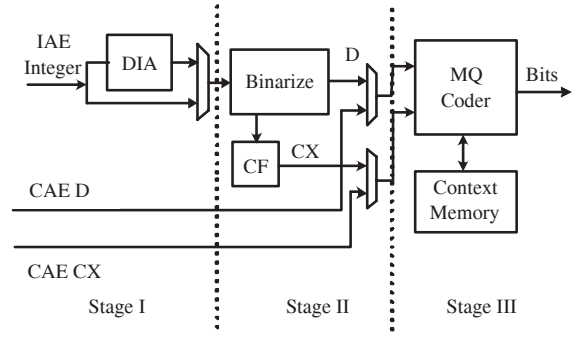 IAE
Integer
DIA
Binarize
D
MQ
Coder
Bits
CF
CX
Context
Memory
CAE D
CAE CX
Stage I
Stage II
Stage III